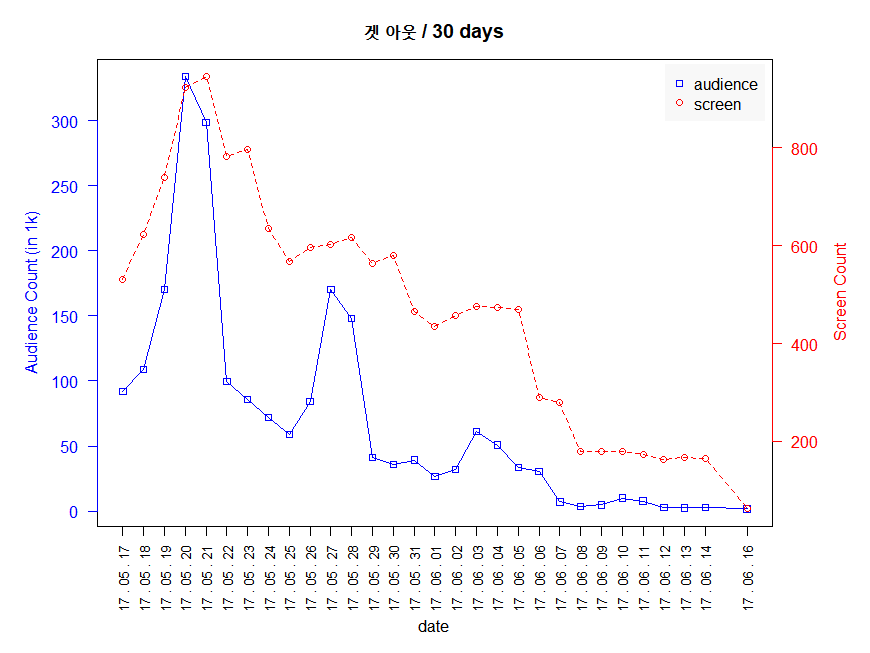 겟 아웃 / 30 days
audience
screen
Audience Count (in 1k)
300
250
200
150
100
50
0
Screen Count
800
600
400
200
17 . 05 . 17
17 . 05 . 18
17 . 05 . 19
17 . 05 . 20
17 . 05 . 21
17 . 05 . 22
17 . 05 . 23
17 . 05 . 24
17 . 05 . 25
17 . 05 . 26
17 . 05 . 27
17 . 05 . 28
17 . 05 . 29
17 . 05 . 30
17 . 05 . 31
17 . 06 . 01
17 . 06 . 02
17 . 06 . 03
17 . 06 . 04
17 . 06 . 05
17 . 06 . 06
17 . 06 . 07
17 . 06 . 08
17 . 06 . 09
17 . 06 . 10
17 . 06 . 11
17 . 06 . 12
17 . 06 . 13
17 . 06 . 14
17 . 06 . 16
date